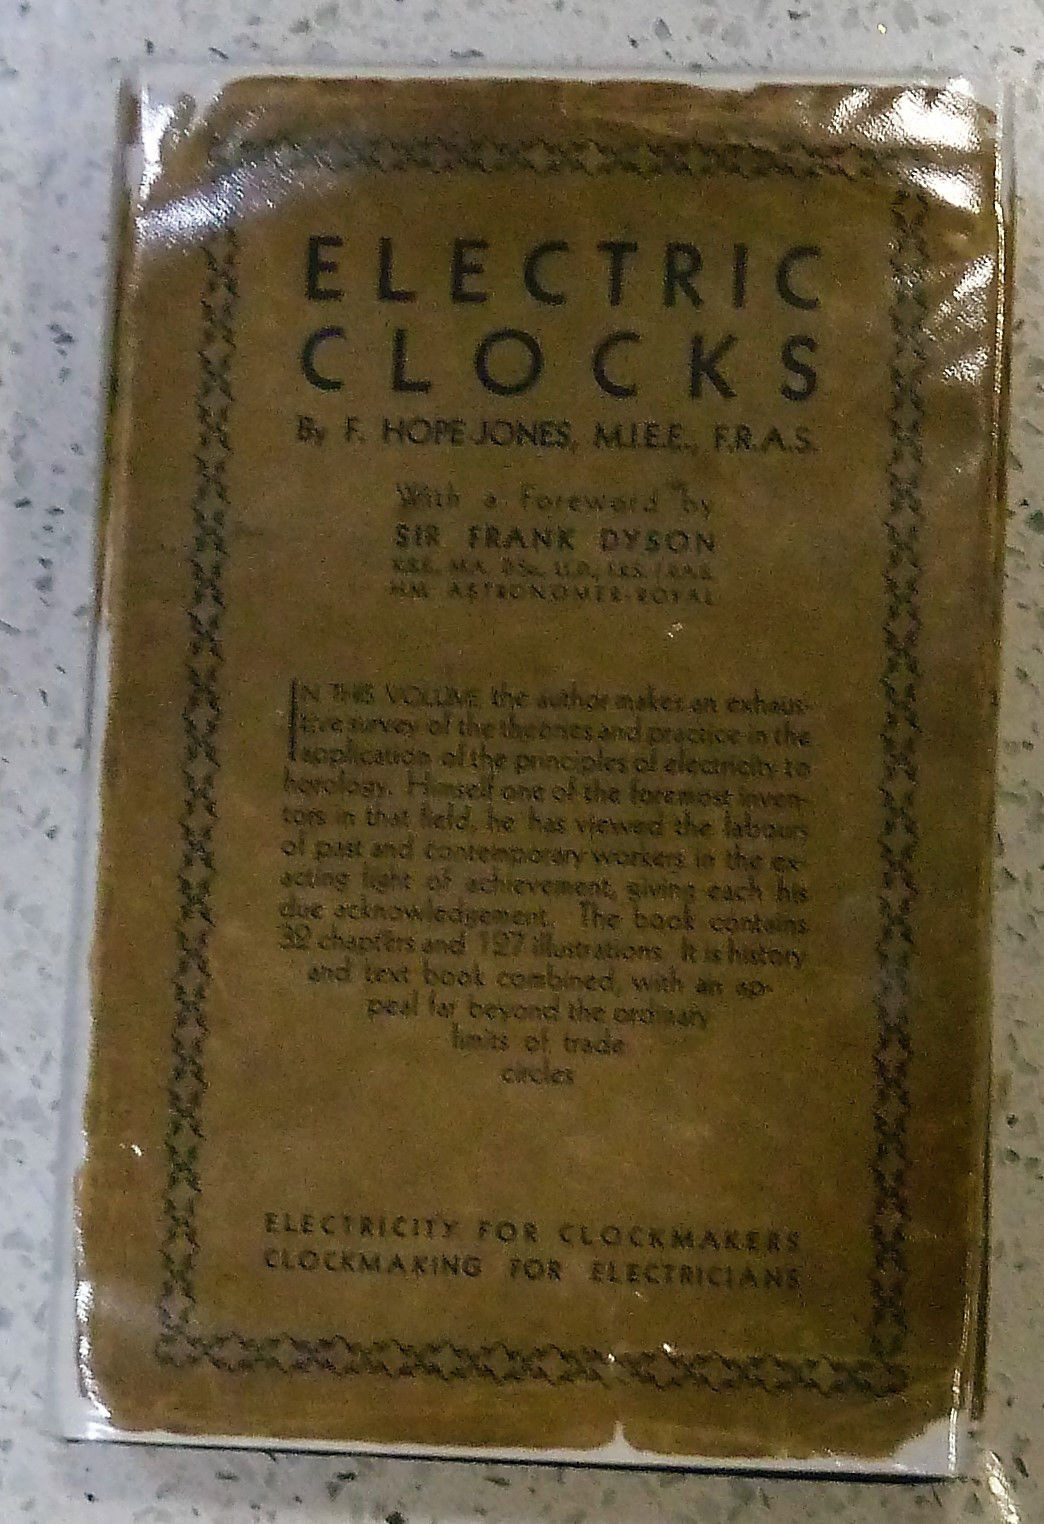 ELECTRIC
CLOCKS
By F. HOPE-JONES, M.I.E.E., F.R.A.S.
With a Foreword by
SIR FRANK DYSON
K.B.E., M.A., D.Sc., LL.D., F.R.S., F.R.A.S.
H.M. ASTRONOMER-ROYAL
IN THIS VOLUME the author makes an exhaus-
tive survey of the theories and practice in the
application of the principles of electricity to
horology. Himself one of the foremost inven-
tors in that field, he has viewed the labours
of past and contemporary workers in the ex-
acting light of achievement, giving each his
due acknowledgement. The book contains
32 chapters and 127 illustrations. It is history
and text book combined, with an ap-
peal far beyond the ordinary
limits of trade
circles
ELECTRICITY FOR CLOCKMAKERS
CLOCKMAKING FOR ELECTRICIANS